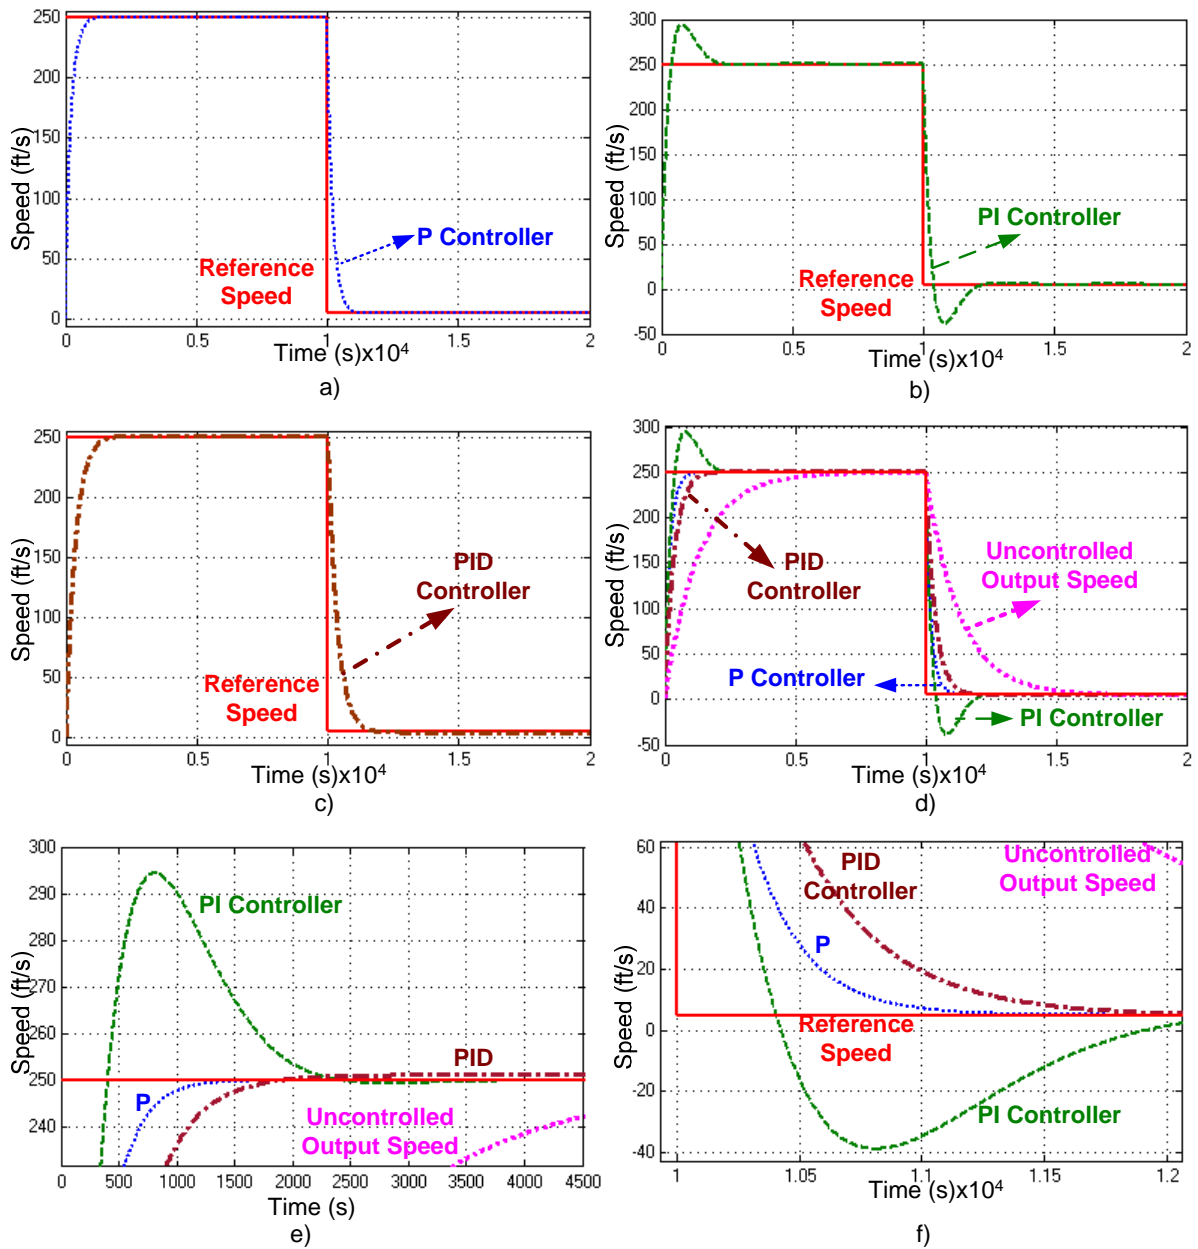 250
200
150
100
50
0
Speed (ft/s)
P Controller
Reference
Speed
0
0.5
1
1.5
2
Time (s)x10⁴
a)
300
250
200
150
100
50
0
-50
Speed (ft/s)
PI Controller
Reference
Speed
0
0.5
1
1.5
2
Time (s)x10⁴
b)
250
200
150
100
50
0
Speed (ft/s)
PID
Controller
Reference
Speed
0
0.5
1
1.5
2
Time (s)x10⁴
c)
300
250
200
150
100
50
0
-50
Speed (ft/s)
PID
Controller
Uncontrolled
Output Speed
P Controller
PI Controller
0
0.5
1
1.5
2
Time (s)x10⁴
d)
300
290
280
270
260
250
240
Speed (ft/s)
PI Controller
PID
P
Uncontrolled
Output Speed
0
500
1000
1500
2000
2500
3000
3500
4000
4500
Time (s)
e)
60
40
20
0
-20
-40
Speed (ft/s)
PID
Controller
Uncontrolled
Output Speed
P
Reference
Speed
PI Controller
1
1.05
1.1
1.15
1.2
Time (s)x10⁴
f)